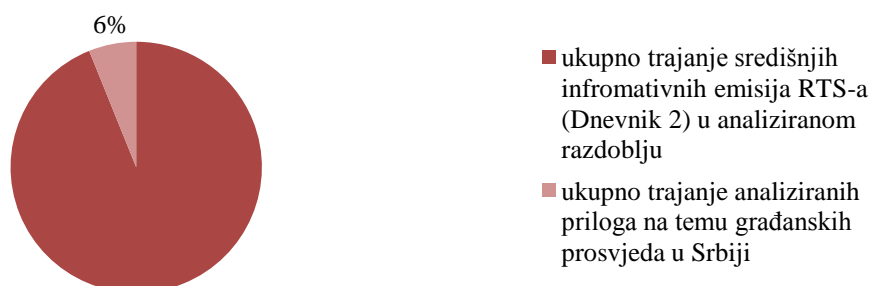 6%
ukupno trajanje središnjih
infromativnih emisija RTS-a
(Dnevnik 2) u analiziranom
razdoblju
ukupno trajanje analiziranih
priloga na temu građanskih
prosvjeda u Srbiji